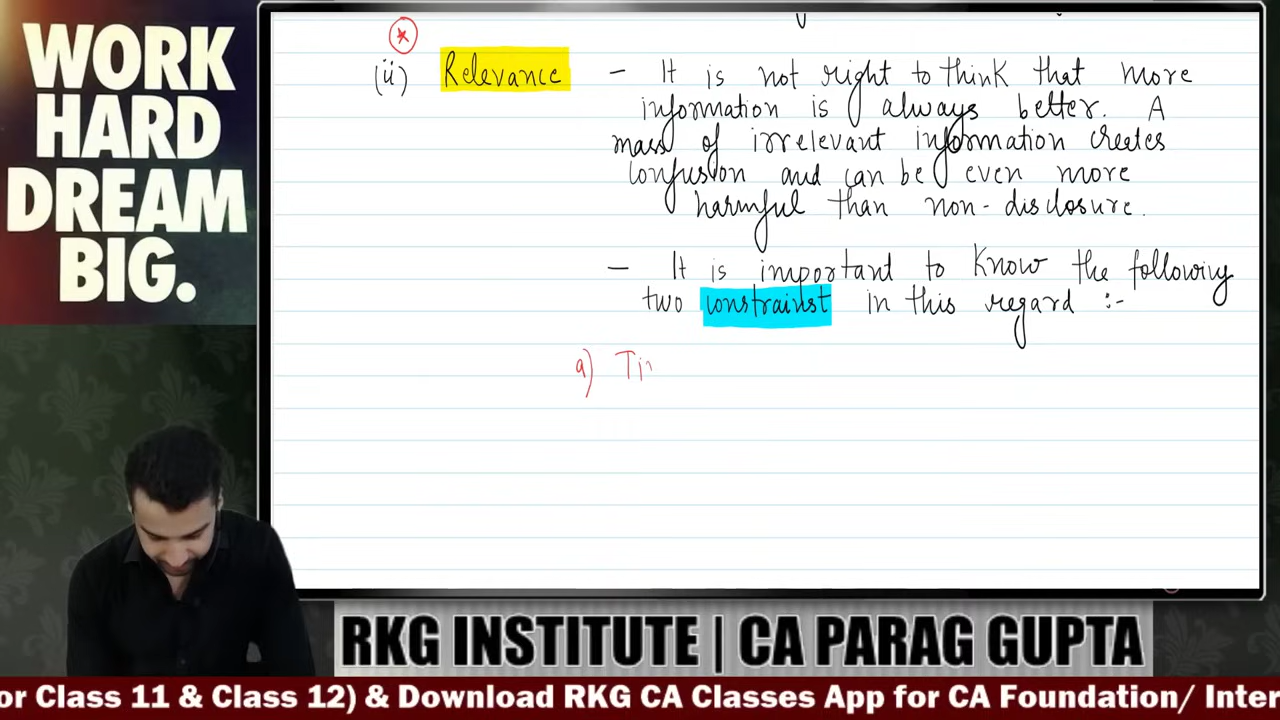 WORK
HARD
DREAM
BIG.
(ii) Relevance – It is not right to think that more
information is always better. A
mass of irrelevant information creates
confusion and can be even more
harmful than non-disclosure.
– It is important to know the following
two constrainst in this regard :-
a) Ti
RKG INSTITUTE | CA PARAG GUPTA
or Class 11 & Class 12) & Download RKG CA Classes App for CA Foundation/ Inter